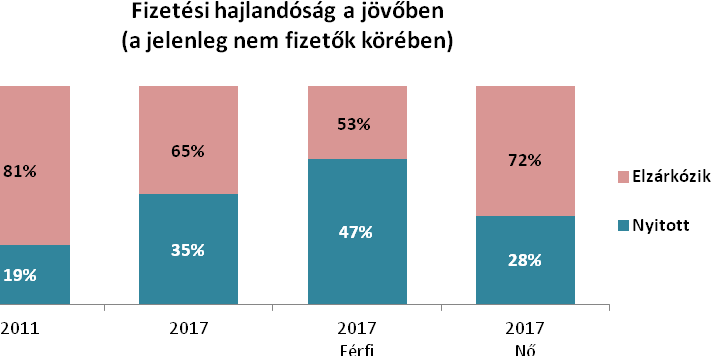 Fizetési hajlandóság a jövőben
(a jelenleg nem fizetők körében)
81%
65%
53%
72%
19%
35%
47%
28%
Elzárkózik
Nyitott
2011
2017
2017
Férfi
2017
Nő